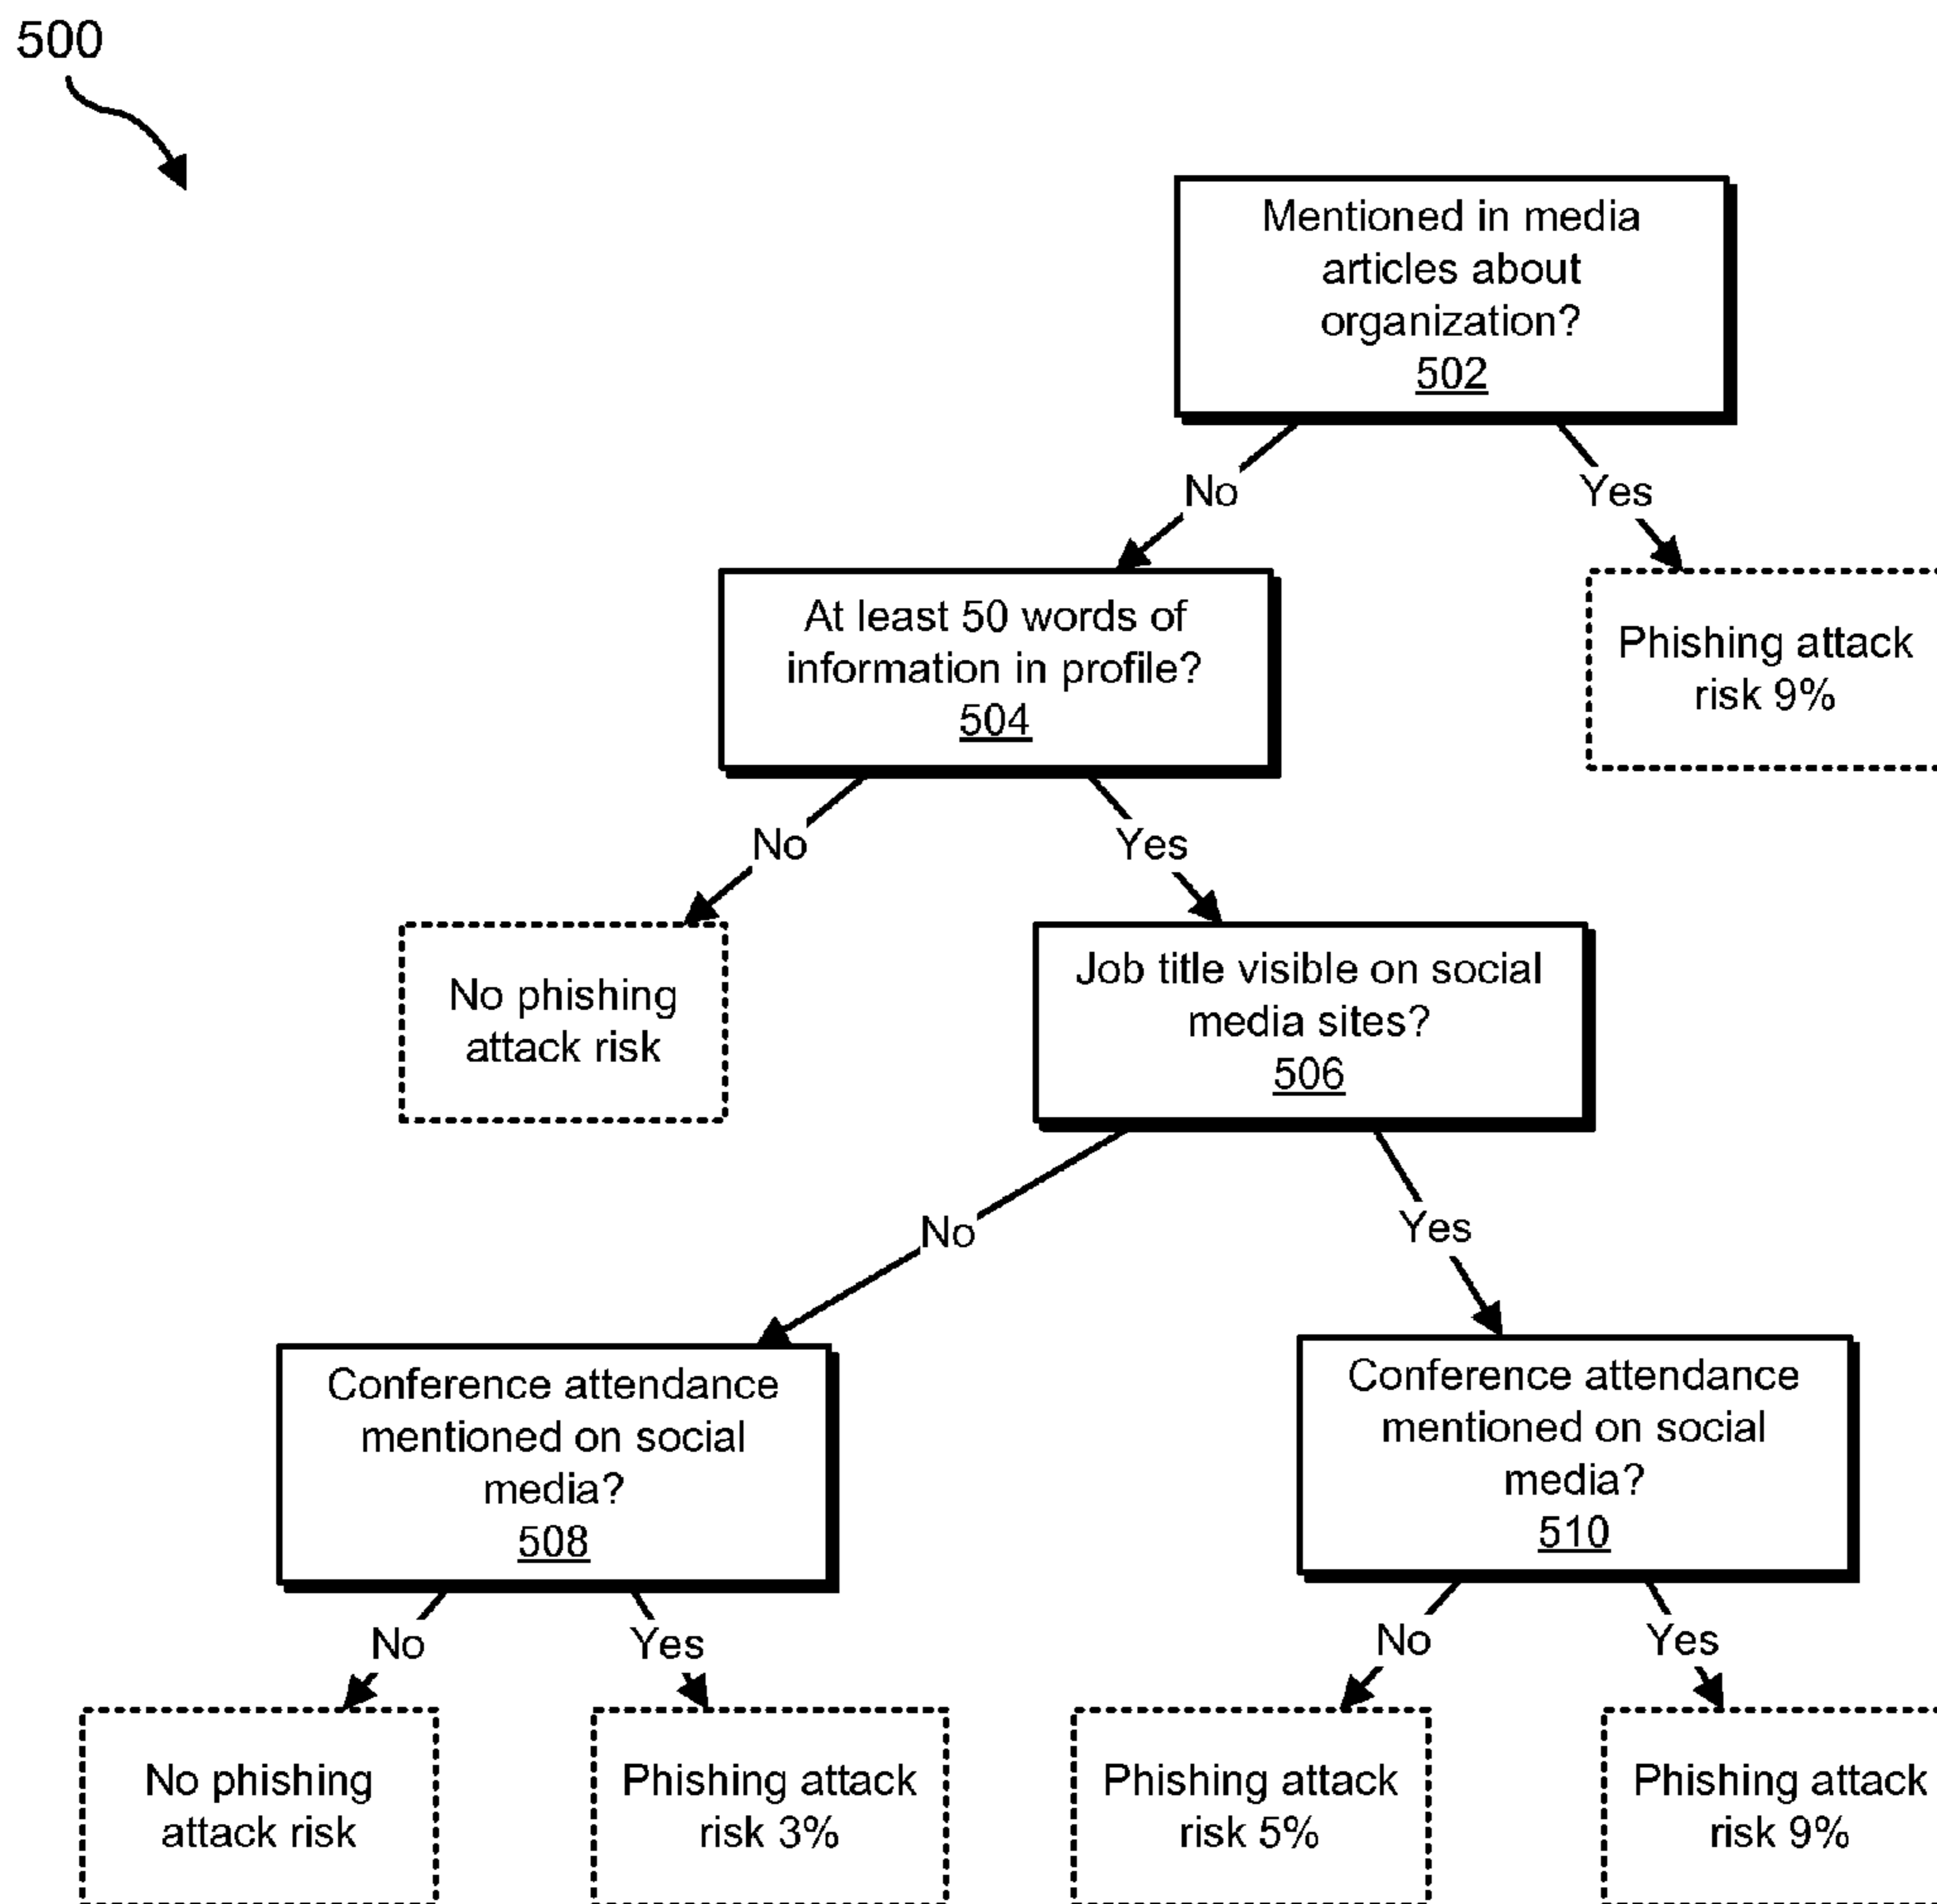 500
Mentioned in media
articles about
organization?
502
No
Yes
At least 50 words of
information in profile?
504
Phishing attack
risk 9%
No
Yes
No phishing
attack risk
Job title visible on social
media sites?
506
No
Yes
Conference attendance
mentioned on social
media?
508
Conference attendance
mentioned on social
media?
510
No
Yes
No
Yes
No phishing
attack risk
Phishing attack
risk 3%
Phishing attack
risk 5%
Phishing attack
risk 9%